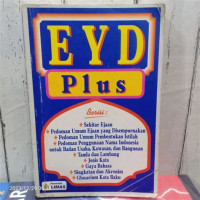 EYD
Plus
Berisi:
Sekitar Ejaan
Pedoman Umum Ejaan yang Disempurnakan
Pedoman Umum Pembentukan Istilah
Pedoman Penggunaan Nama Indonesia
untuk Badan Usaha, Kawasan, dan Bangunan
Tanda dan Lambang
Jenis Kata
Gaya Bahasa
Singkatan dan Akronim
Glosarium Kata Baku
LIMAS